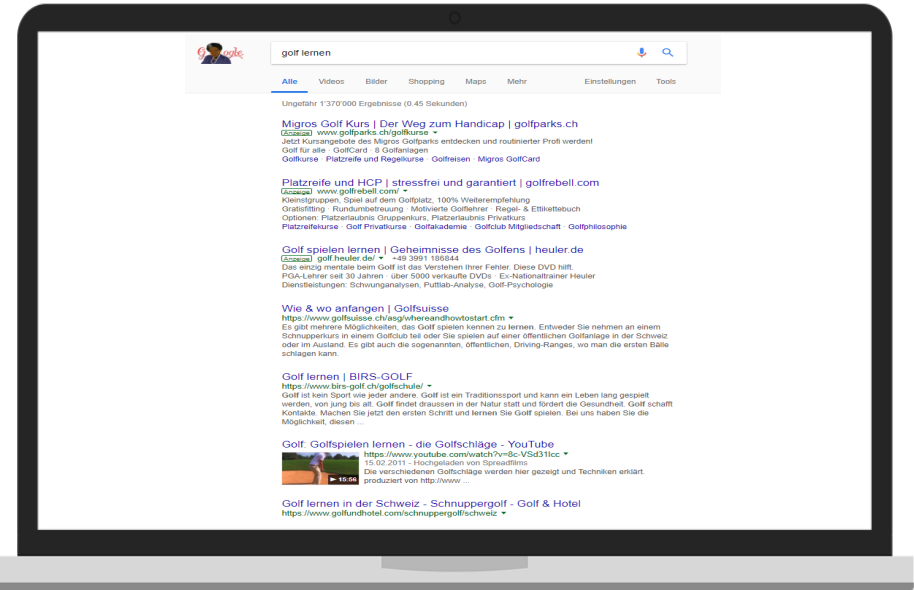 Google
golf lernen
Alle Videos Bilder Shopping Maps Mehr Einstellungen Tools
Ungefähr 1'370'000 Ergebnisse (0.45 Sekunden)
Migros Golf Kurs | Der Weg zum Handicap | golfparks.ch
Anzeige www.golfparks.ch/golfkurse
Jetzt Kursangebote des Migros Golfparks entdecken und routinierter Profi werden!
Golf für alle · GolfCard · 8 Golfanlagen
Golfkurse · Platzreife und Regelkurse · Golfreisen · Migros GolfCard
Platzreife und HCP | stressfrei und garantiert | golfrebell.com
Anzeige www.golfrebell.com/
Kleinstgruppen, Spiel auf dem Golfplatz, 100% Weiterempfehlung
Gratisfitting · Rundumbetreuung · Motivierte Golflehrer · Regel- & Ettikettebuch
Optionen: Platzerlaubnis Gruppenkurs, Platzerlaubnis Privatkurs
Platzreifekurse · Golf Privatkurse · Golfakademie · Golfclub Mitgliedschaft · Golfphilosophie
Golf spielen lernen | Geheimnisse des Golfens | heuler.de
Anzeige golf.heuler.de/ +49 3991 186844
Das einzig mentale beim Golf ist das Verstehen Ihrer Fehler. Diese DVD hilft.
PGA-Lehrer seit 30 Jahren · über 5000 verkaufte DVDs · Ex-Nationaltrainer Heuler
Dienstleistungen: Schwunganalysen, Puttlab-Analyse, Golf-Psychologie
Wie & wo anfangen | Golfsuisse
https://www.golfsuisse.ch/asg/whereandhowtostart.cfm
Es gibt mehrere Möglichkeiten, das Golf spielen kennen zu lernen. Entweder Sie nehmen an einem
Schnupperkurs in einem Golfclub teil oder Sie spielen auf einer öffentlichen Golfanlage in der Schweiz
oder im Ausland. Es gibt auch die sogenannten, öffentlichen, Driving-Ranges, wo man die ersten Bälle
schlagen kann.
Golf lernen | BIRS-GOLF
https://www.birs-golf.ch/golfschule/
Golf ist kein Sport wie jeder andere. Golf ist ein Traditionssport und kann ein Leben lang gespielt
werden, von jung bis alt. Golf findet draussen in der Natur statt und fördert die Gesundheit. Golf schafft
Kontakte. Machen Sie jetzt den ersten Schritt und lernen Sie Golf spielen. Bei uns haben Sie die
Möglichkeit, diesen ...
Golf: Golfspielen lernen - die Golfschläge - YouTube
https://www.youtube.com/watch?v=8c-VSd31lcc
15.02.2011 - Hochgeladen von Spreadfilms
Die verschiedenen Golfschläge werden hier gezeigt und Techniken erklärt.
15:56 produziert von http://www ...
Golf lernen in der Schweiz - Schnuppergolf - Golf & Hotel
https://www.golfundhotel.com/schnuppergolf/schweiz